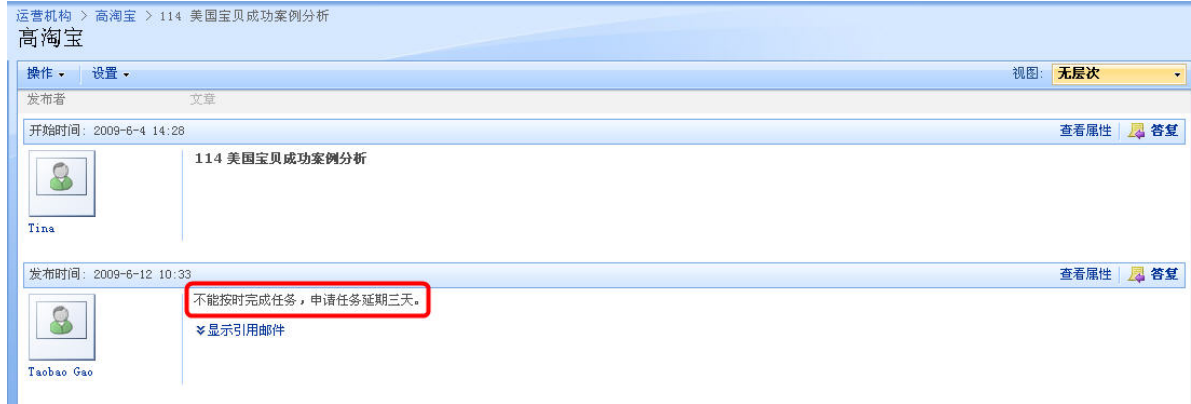 运营机构 > 高淘宝 > 114 美国宝贝成功案例分析
高淘宝
操作 设置 视图: 无层次
发布者 文章
开始时间: 2009-6-4 14:28 查看属性 答复
114 美国宝贝成功案例分析
Tina
发布时间: 2009-6-12 10:33 查看属性 答复
不能按时完成任务，申请任务延期三天。
显示引用邮件
Taobao Gao